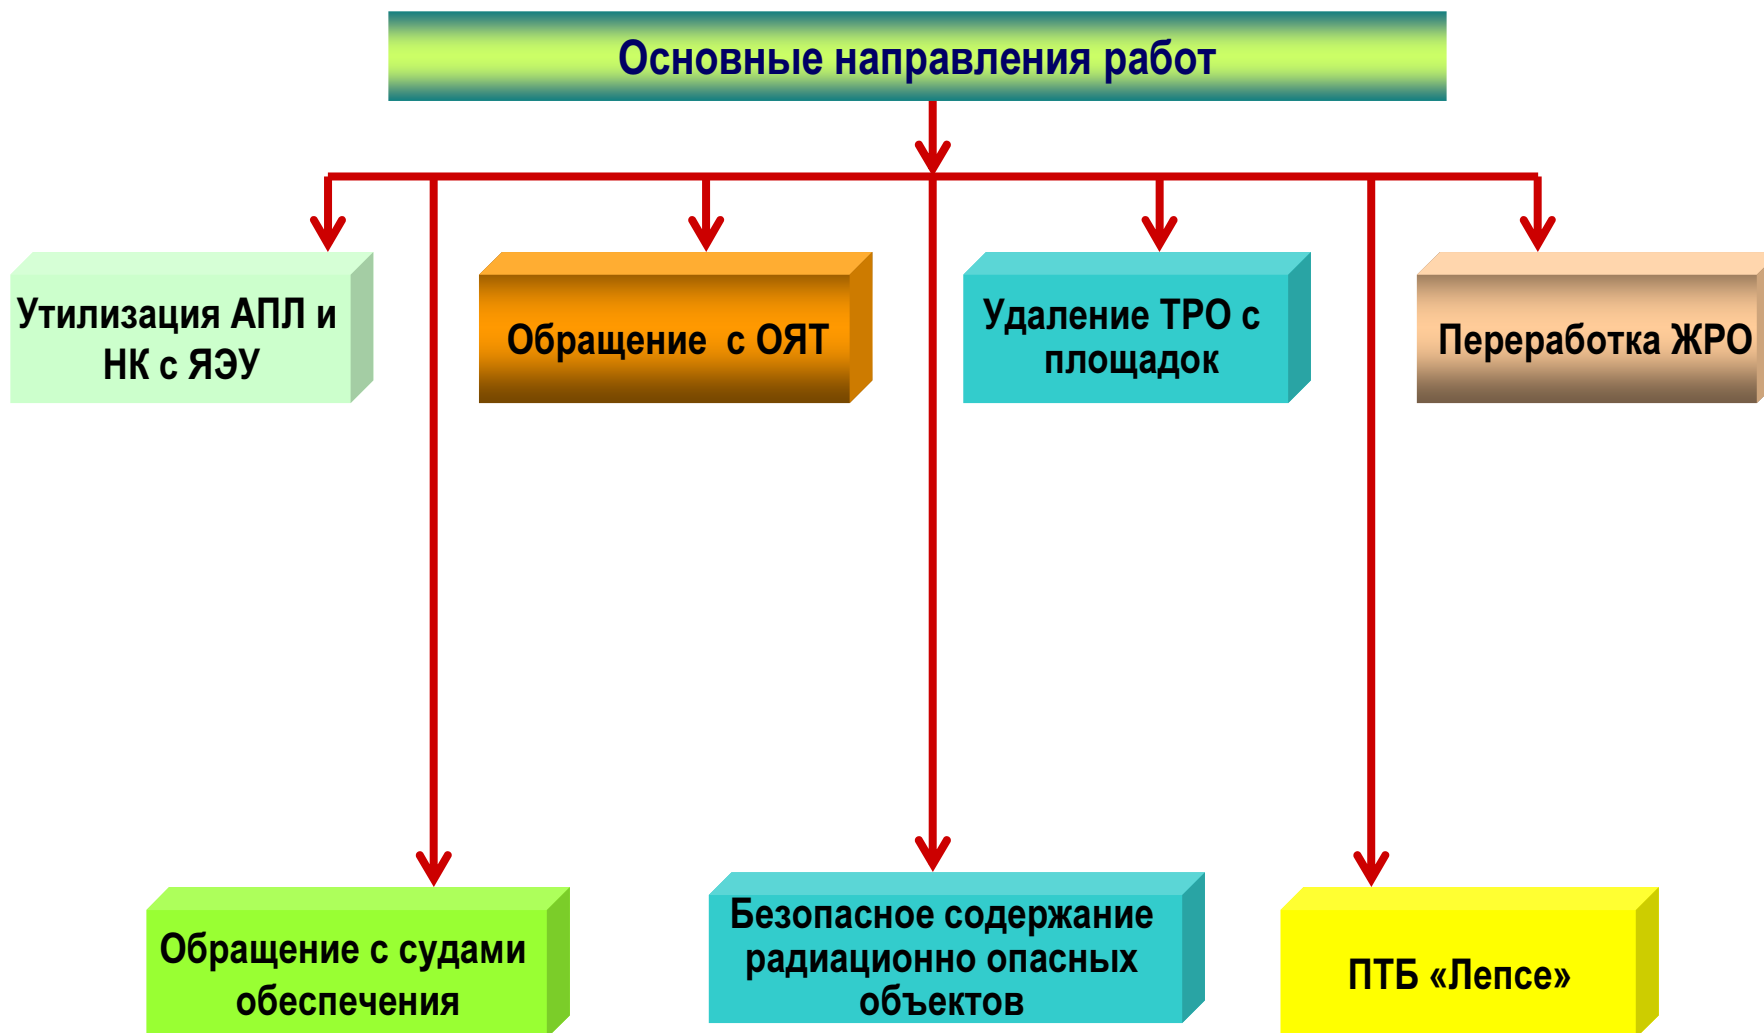 Основные направления работ
Утилизация АПЛ и
НК с ЯЭУ
Обращение с ОЯТ
Удаление ТРО с
площадок
Переработка ЖРО
Обращение с судами
обеспечения
Безопасное содержание
радиационно опасных
объектов
ПТБ «Лепсе»